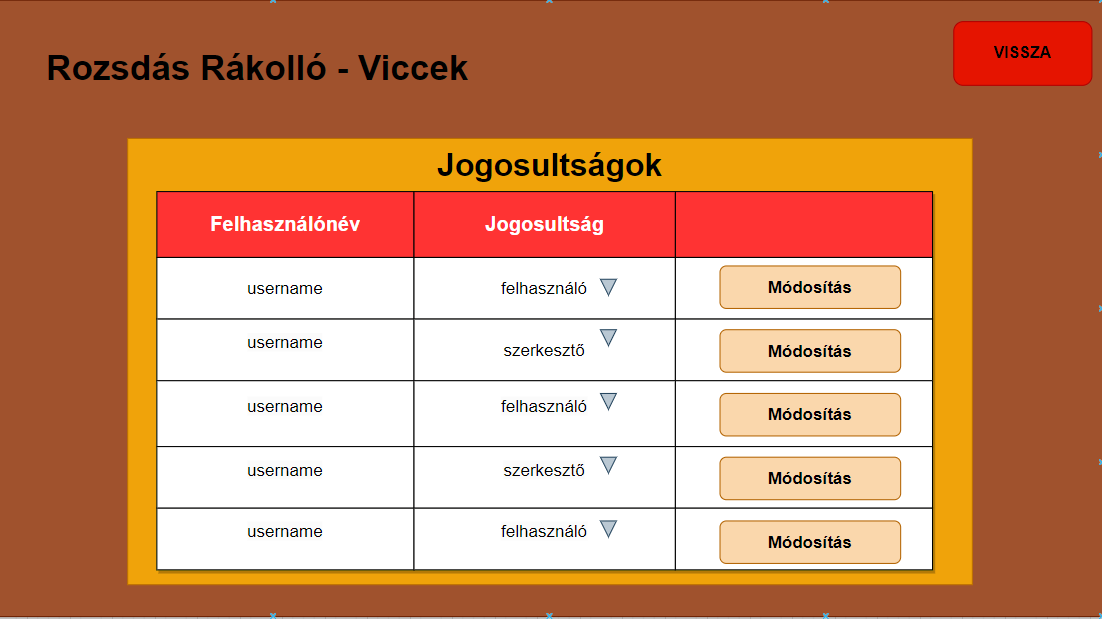 Rozsdás Rákolló - Viccek
VISSZA
Jogosultságok
Felhasználónév Jogosultság
username felhasználó Módosítás
username szerkesztő Módosítás
username felhasználó Módosítás
username szerkesztő Módosítás
username felhasználó Módosítás